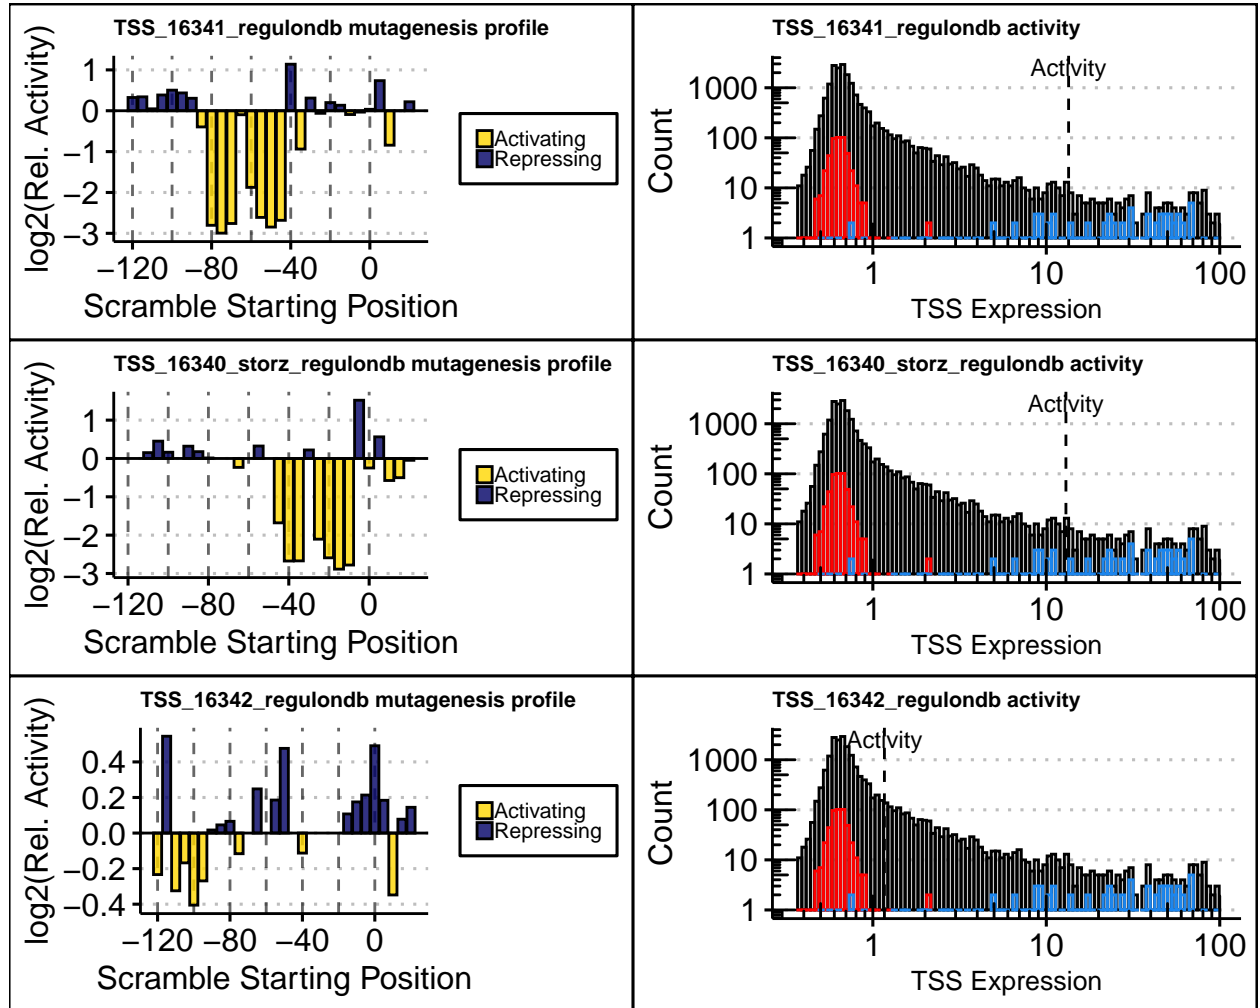 TSS_16341_regulondb mutagenesis profile
log2(Rel. Activity)
1
0
−1
−2
−3
−120 −80 −40 0
Scramble Starting Position
Activating
Repressing
TSS_16341_regulondb activity
Activity
Count
1000
100
10
1
1 10 100
TSS Expression
TSS_16340_storz_regulondb mutagenesis profile
log2(Rel. Activity)
1
0
−1
−2
−3
−120 −80 −40 0
Scramble Starting Position
Activating
Repressing
TSS_16340_storz_regulondb activity
Activity
Count
1000
100
10
1
1 10 100
TSS Expression
TSS_16342_regulondb mutagenesis profile
log2(Rel. Activity)
0.4
0.2
0.0
−0.2
−0.4
−120 −80 −40 0
Scramble Starting Position
Activating
Repressing
TSS_16342_regulondb activity
Activity
Count
1000
100
10
1
1 10 100
TSS Expression